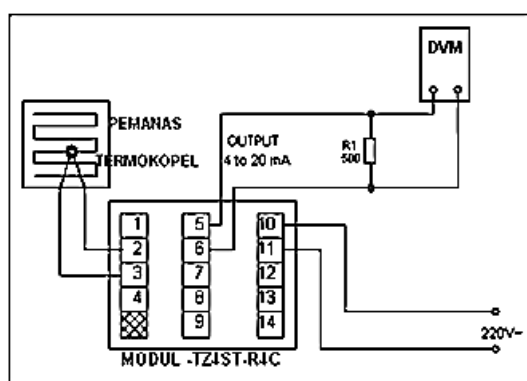 DVM
PEMANAS
TERMOKOPEL
OUTPUT
4 to 20 mA
R1
500
1 5 10
2 6 11
3 7 12
4 8 13
9 14
220V~
MODUL -TZ4ST-R4C